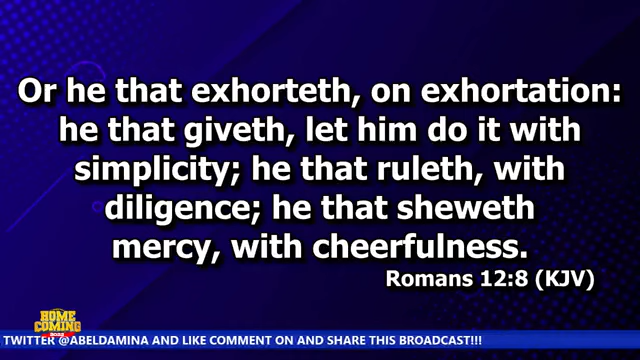 Or he that exhorteth, on exhortation:
he that giveth, let him do it with
simplicity; he that ruleth, with
diligence; he that sheweth
mercy, with cheerfulness.
Romans 12:8 (KJV)
HOME
COMING
2022
TWITTER @ABELDAMINA AND LIKE COMMENT ON AND SHARE THIS BROADCAST!!!